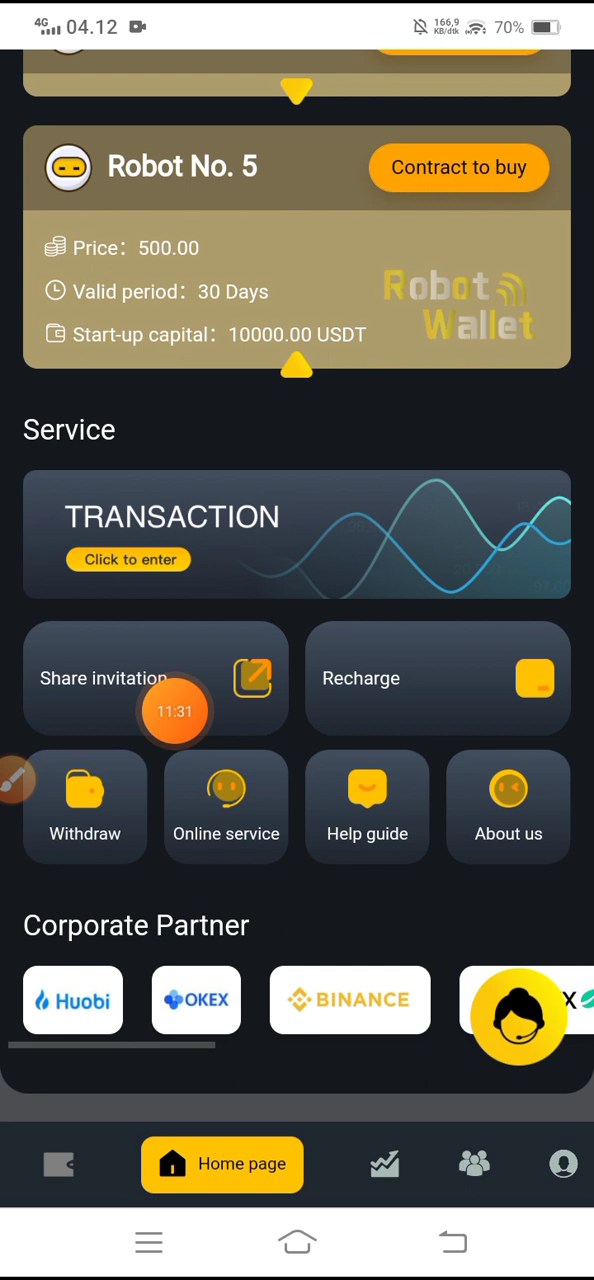 4G 04.12 166,9 KB/dtk 70%
Robot No. 5
Contract to buy
Price：500.00
Valid period：30 Days
Start-up capital：10000.00 USDT
Robot
Wallet
Service
TRANSACTION
Click to enter
Share invitation
Recharge
11:31
Withdraw
Online service
Help guide
About us
Corporate Partner
Huobi
OKEX
BINANCE
X
Home page